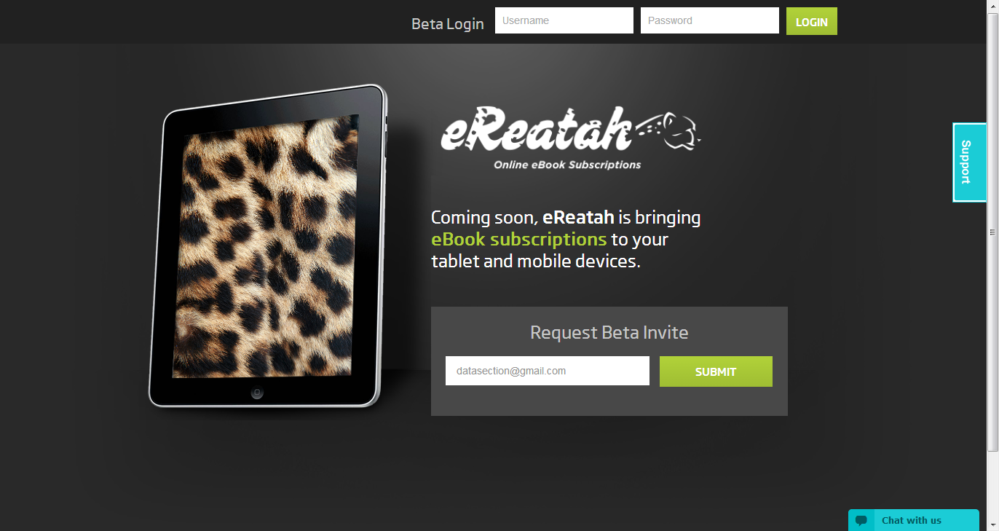 Beta Login
Username
Password
LOGIN
eReatah
Online eBook Subscriptions
Support
Coming soon, eReatah is bringing
eBook subscriptions to your
tablet and mobile devices.
Request Beta Invite
datasection@gmail.com
SUBMIT
Chat with us